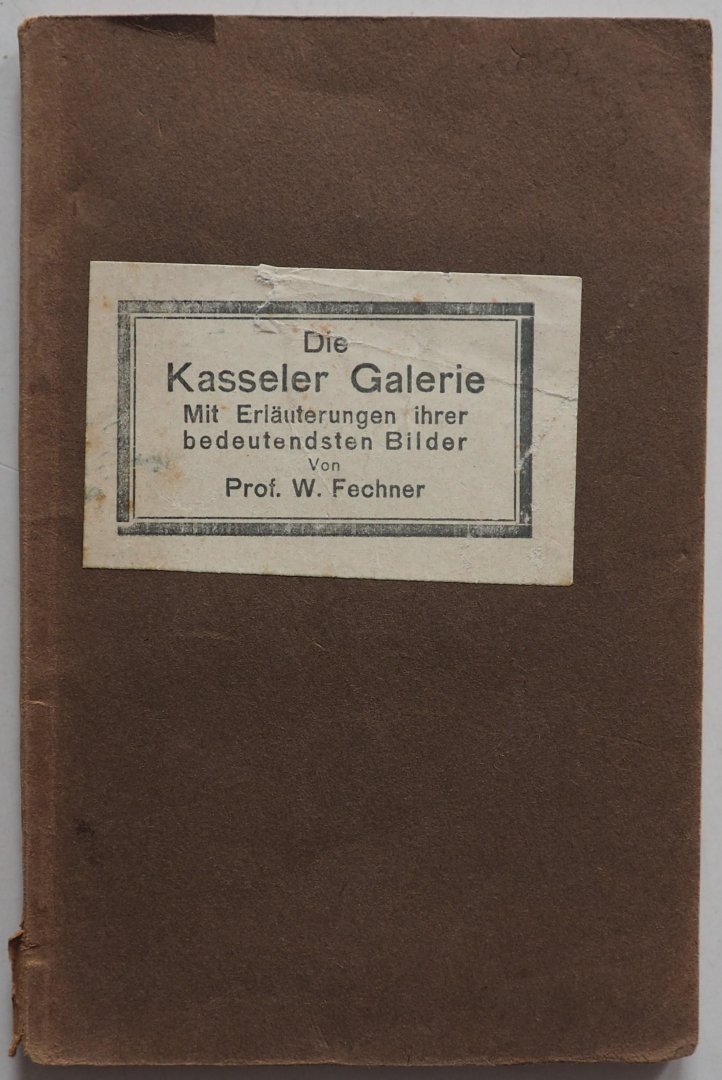 Die
Kasseler Galerie
Mit Erläuterungen ihrer
bedeutendsten Bilder
Von
Prof. W. Fechner